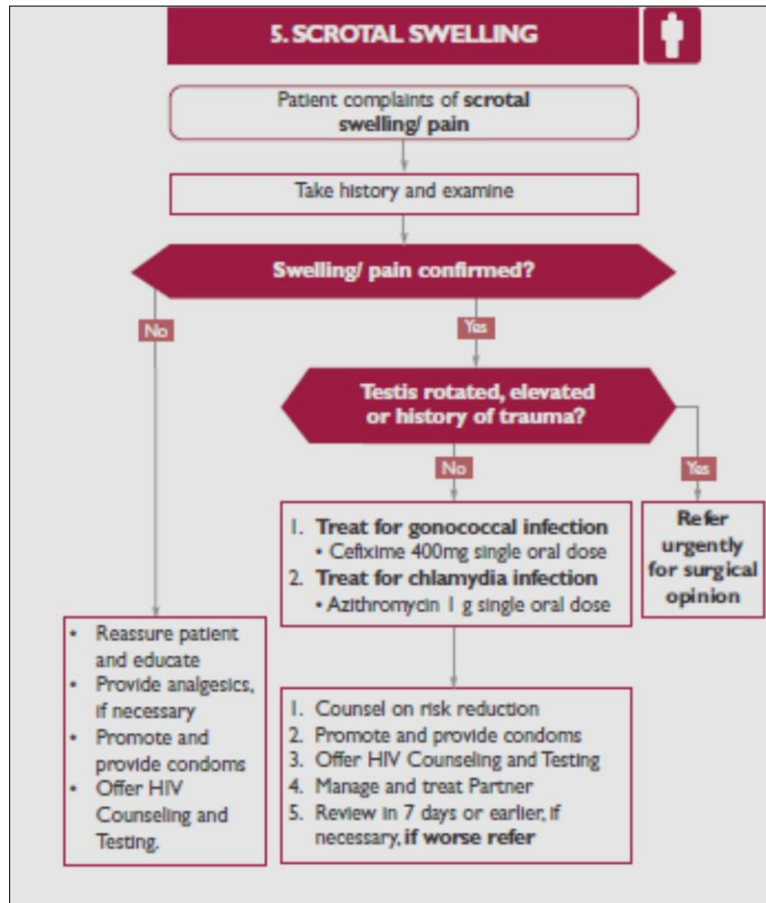 5. SCROTAL SWELLING
Patient complaints of scrotal
swelling/ pain
Take history and examine
Swelling/ pain confirmed?
No
Yes
Testis rotated, elevated
or history of trauma?
No
Yes
1. Treat for gonococcal infection
• Cefixime 400mg single oral dose
2. Treat for chlamydia infection
• Azithromycin 1 g single oral dose
Refer
urgently
for surgical
opinion
• Reassure patient
and educate
• Provide analgesics,
if necessary
• Promote and
provide condoms
• Offer HIV
Counseling and
Testing.
1. Counsel on risk reduction
2. Promote and provide condoms
3. Offer HIV Counseling and Testing
4. Manage and treat Partner
5. Review in 7 days or earlier, if
necessary, if worse refer